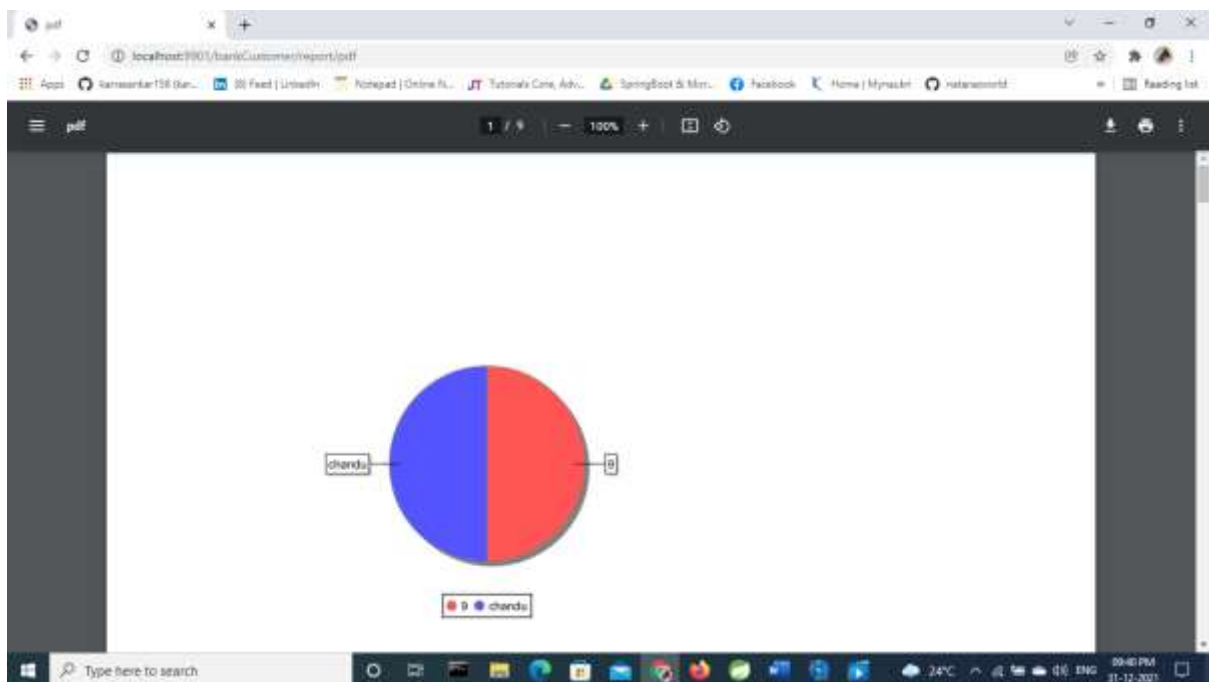 pdf
localhost:9901/bankCustomer/report/pdf
Apps
(8) Feed | LinkedIn
Notepad | Online N...
Tutorials Core, Adv...
SpringBoot & Micr...
Facebook
Reading list
pdf
1 / 9
100%
chandu
9
9 chandu
Type here to search
24°C
ENG
09:40 PM
31-12-2021